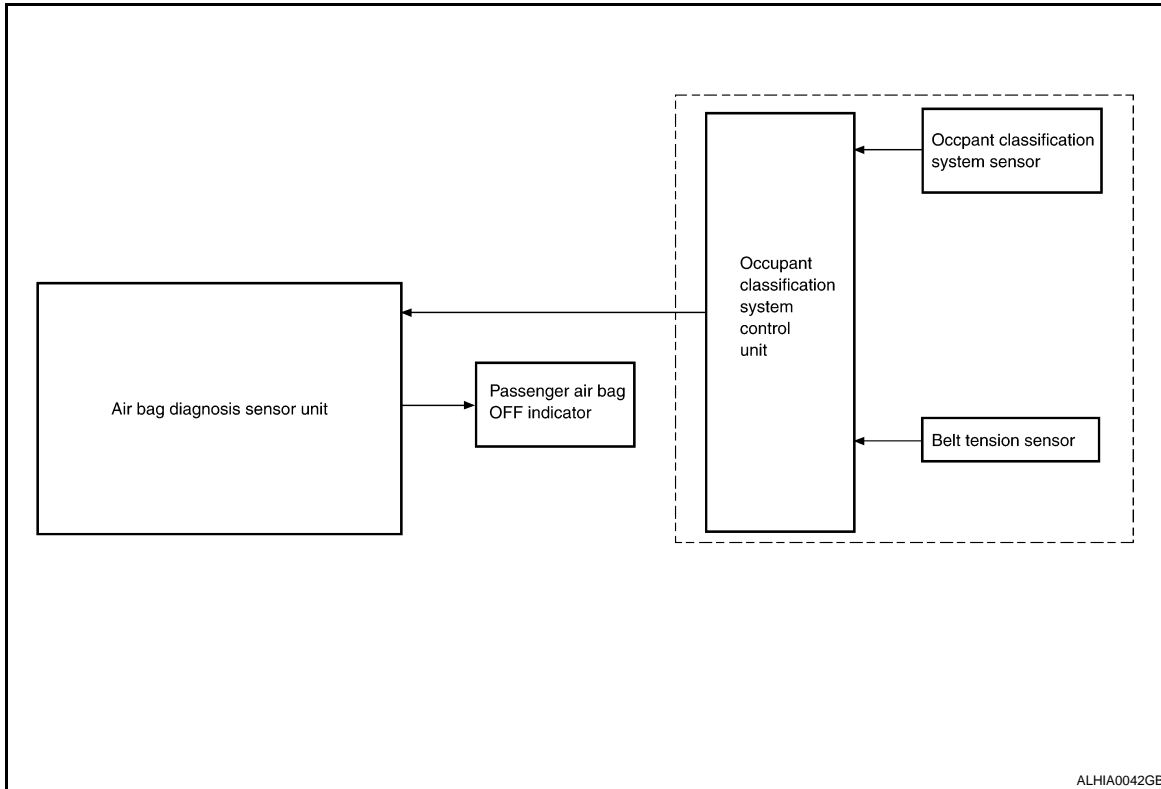 Occpant classification
system sensor
Occupant
classification
system
control
unit
Passenger air bag
OFF indicator
Air bag diagnosis sensor unit
Belt tension sensor
ALHIA0042GB